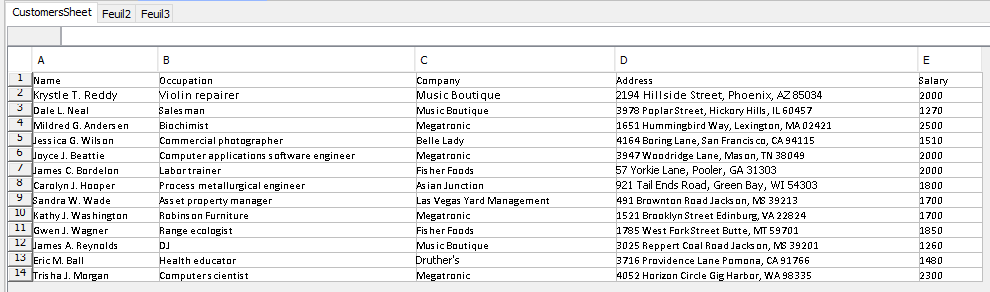 CustomersSheet Feuil2 Feuil3
A B C D E
1 Name Occupation Company Address Salary
2 Krystle T. Reddy Violin repairer Music Boutique 2194 Hillside Street, Phoenix, AZ 85034 2000
3 Dale L. Neal Salesman Music Boutique 3978 Poplar Street, Hickory Hills, IL 60457 1270
4 Mildred G. Andersen Biochimist Megatronic 1651 Hummingbird Way, Lexington, MA 02421 2500
5 Jessica G. Wilson Commercial photographer Belle Lady 4164 Boring Lane, San Francisco, CA 94115 1510
6 Joyce J. Beattie Computer applications software engineer Megatronic 3947 Woodridge Lane, Mason, TN 38049 2000
7 James C. Bordelon Labor trainer Fisher Foods 57 Yorkie Lane, Pooler, GA 31303 2000
8 Carolyn J. Hooper Process metallurgical engineer Asian Junction 921 Tail Ends Road, Green Bay, WI 54303 1800
9 Sandra W. Wade Asset property manager Las Vegas Yard Management 491 Brownton Road Jackson, MS 39213 1700
10 Kathy J. Washington Robinson Furniture Megatronic 1521 Brooklyn Street Edinburg, VA 22824 1700
11 Gwen J. Wagner Range ecologist Fisher Foods 1785 West Fork Street Butte, MT 59701 1850
12 James A. Reynolds DJ Music Boutique 3025 Reppert Coal Road Jackson, MS 39201 1260
13 Eric M. Ball Health educator Druther's 3716 Providence Lane Pomona, CA 91766 1480
14 Trisha J. Morgan Computer scientist Megatronic 4052 Horizon Circle Gig Harbor, WA 98335 2300